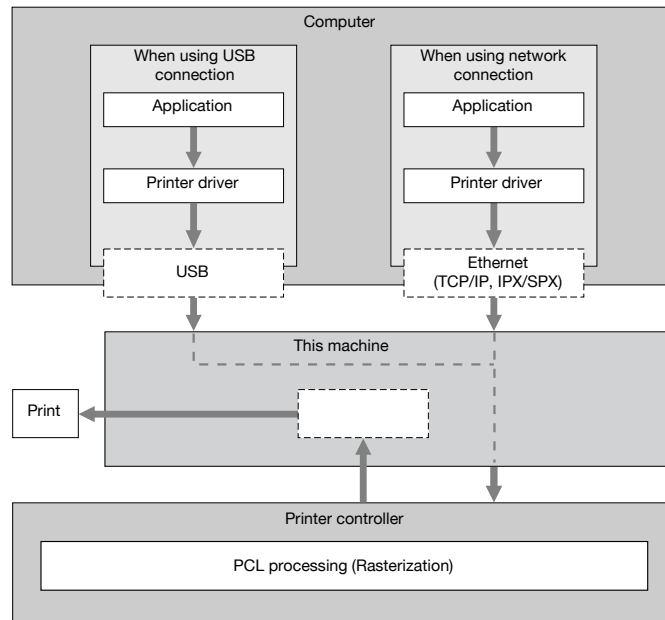 Computer
When using USB
connection
Application
Printer driver
USB
When using network
connection
Application
Printer driver
Ethernet
(TCP/IP, IPX/SPX)
This machine
Print
Printer controller
PCL processing (Rasterization)